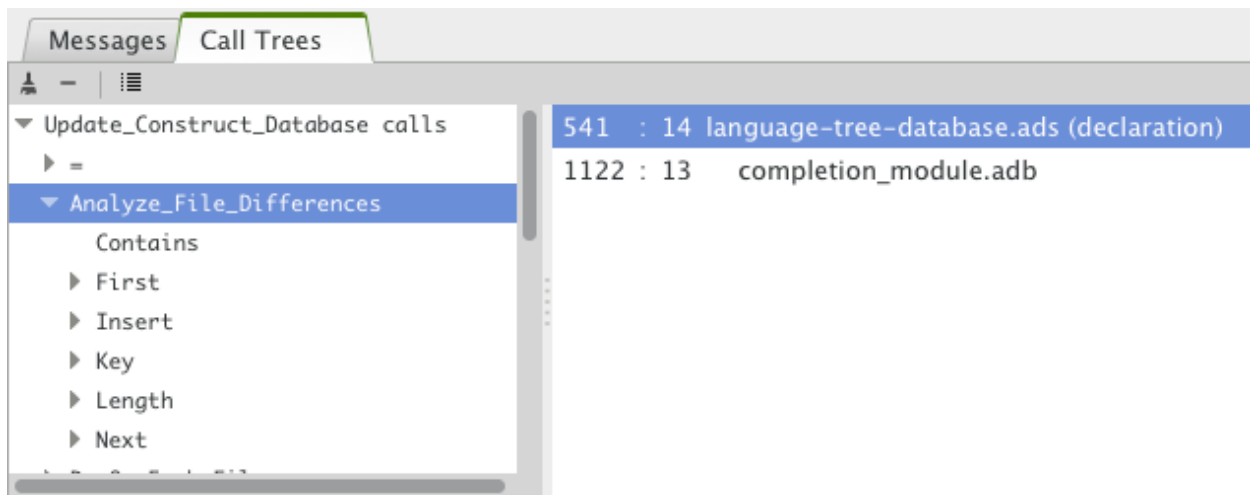 Messages Call Trees
Update_Construct_Database calls
=
Analyze_File_Differences
Contains
First
Insert
Key
Length
Next
541 : 14 language-tree-database.ads (declaration)
1122 : 13 completion_module.adb